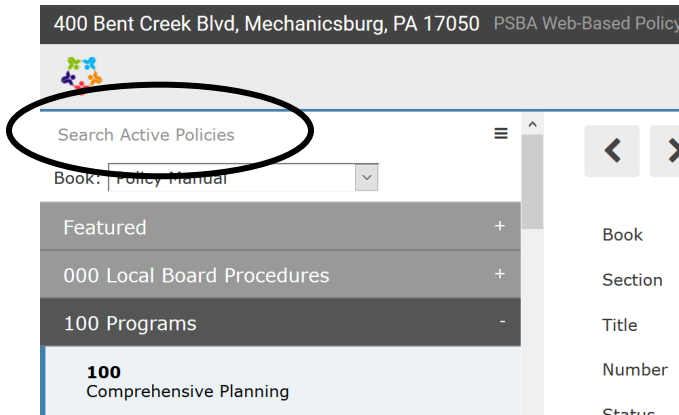 400 Bent Creek Blvd, Mechanicsburg, PA 17050 PSBA Web-Based Policy
Search Active Policies
Book: Policy Manual
Featured +
000 Local Board Procedures +
100 Programs -
100
Comprehensive Planning
Book
Section
Title
Number
Status